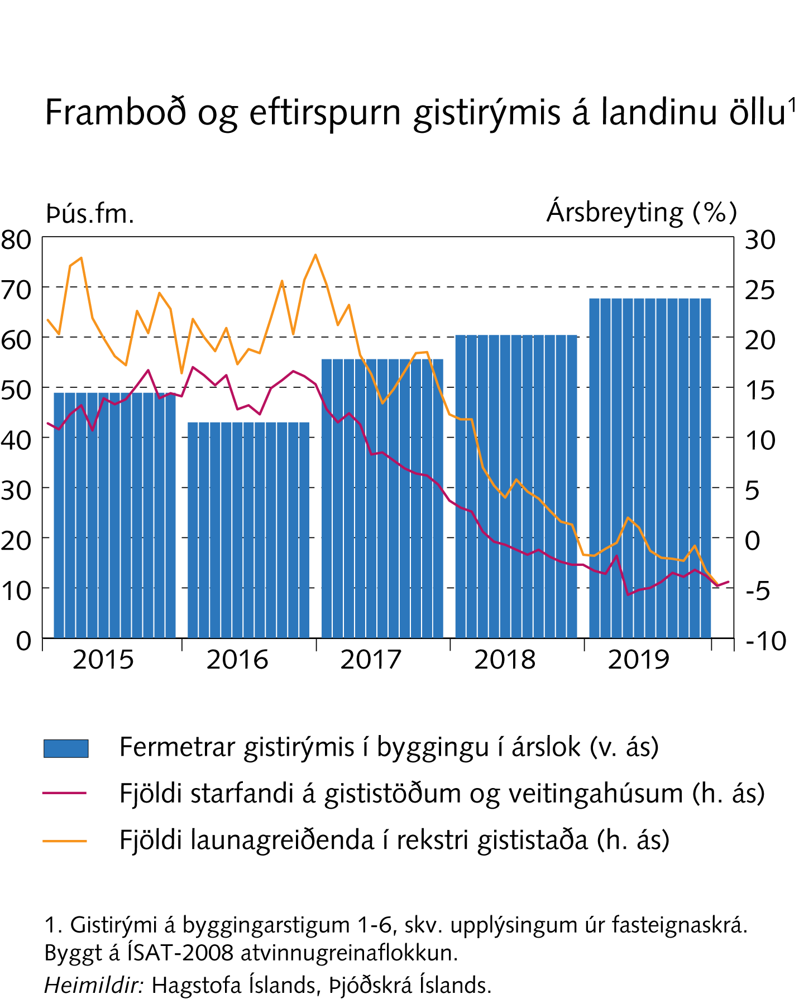 Framboð og eftirspurn gistirýmis á landinu öllu¹
Þús.fm.
Ársbreyting (%)
80
70
60
50
40
30
20
10
0
30
25
20
15
10
5
0
-5
-10
2015 2016 2017 2018 2019
Fermetrar gistirýmis í byggingu í árslok (v. ás)
Fjöldi starfandi á gististöðum og veitingahúsum (h. ás)
Fjöldi launagreiðenda í rekstri gististaða (h. ás)
1. Gistirými á byggingarstigum 1-6, skv. upplýsingum úr fasteignaskrá.
Byggt á ÍSAT-2008 atvinnugreinaflokkun.
Heimildir: Hagstofa Íslands, Þjóðskrá Íslands.